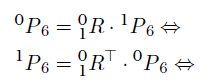 ⁰P₆ = ⁰₁R · ¹P₆ ⇔
¹P₆ = ⁰₁R⊤ · ⁰P₆ ⇔